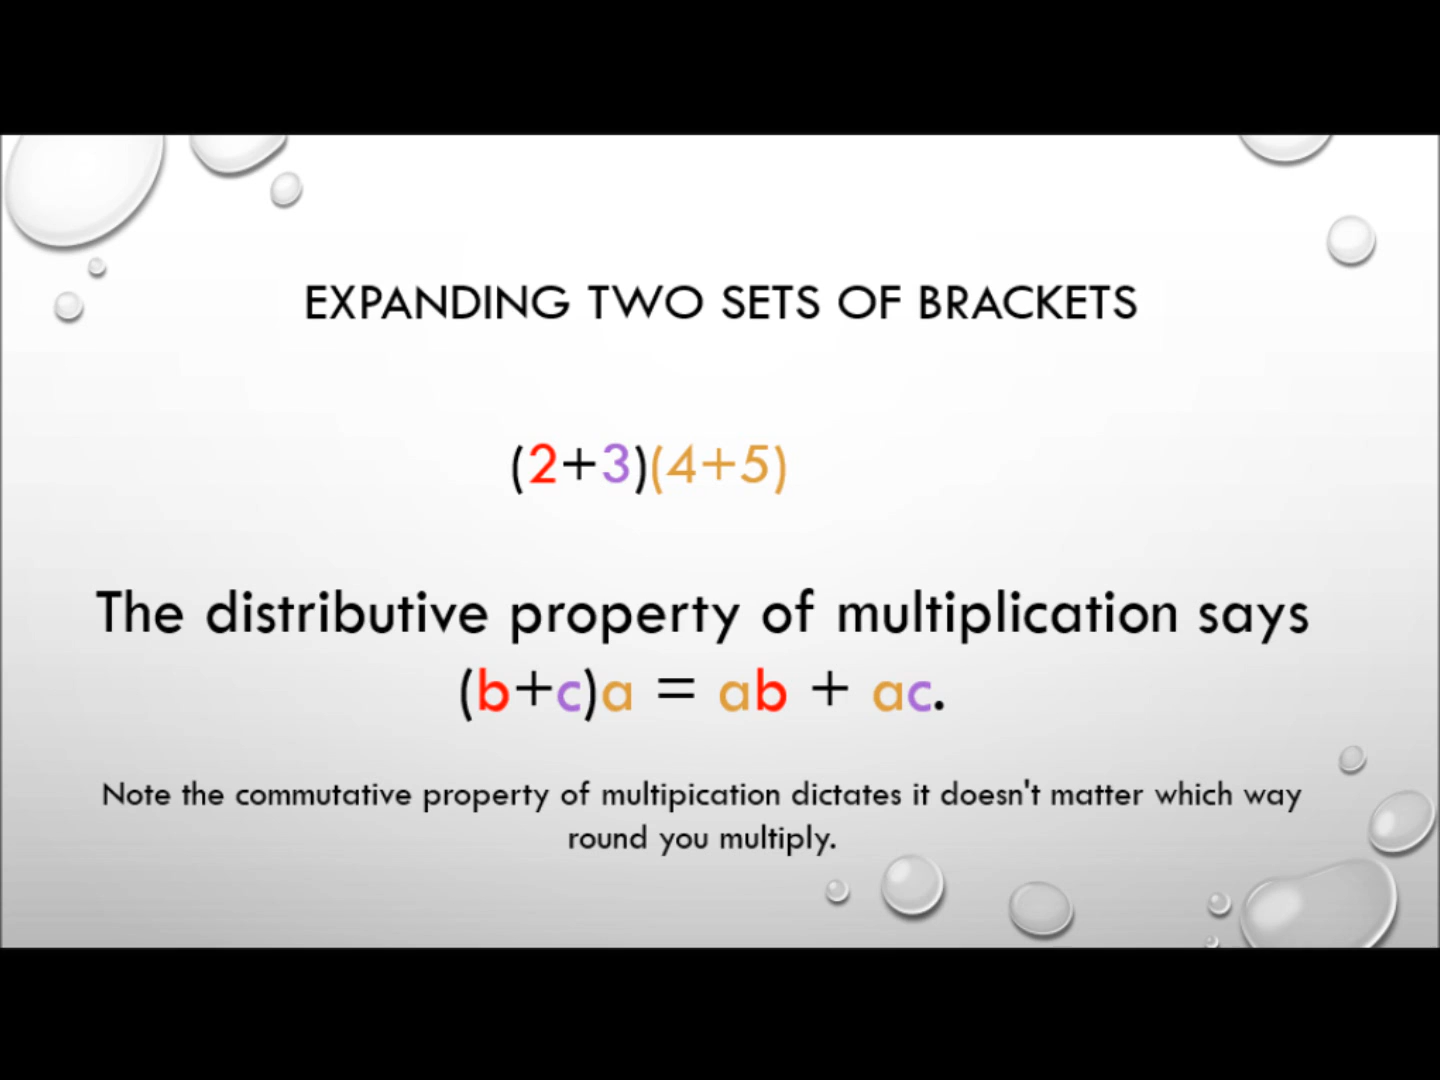 EXPANDING TWO SETS OF BRACKETS
(2+3)(4+5)
The distributive property of multiplication says
(b+c)a = ab + ac.
Note the commutative property of multipication dictates it doesn't matter which way
round you multiply.